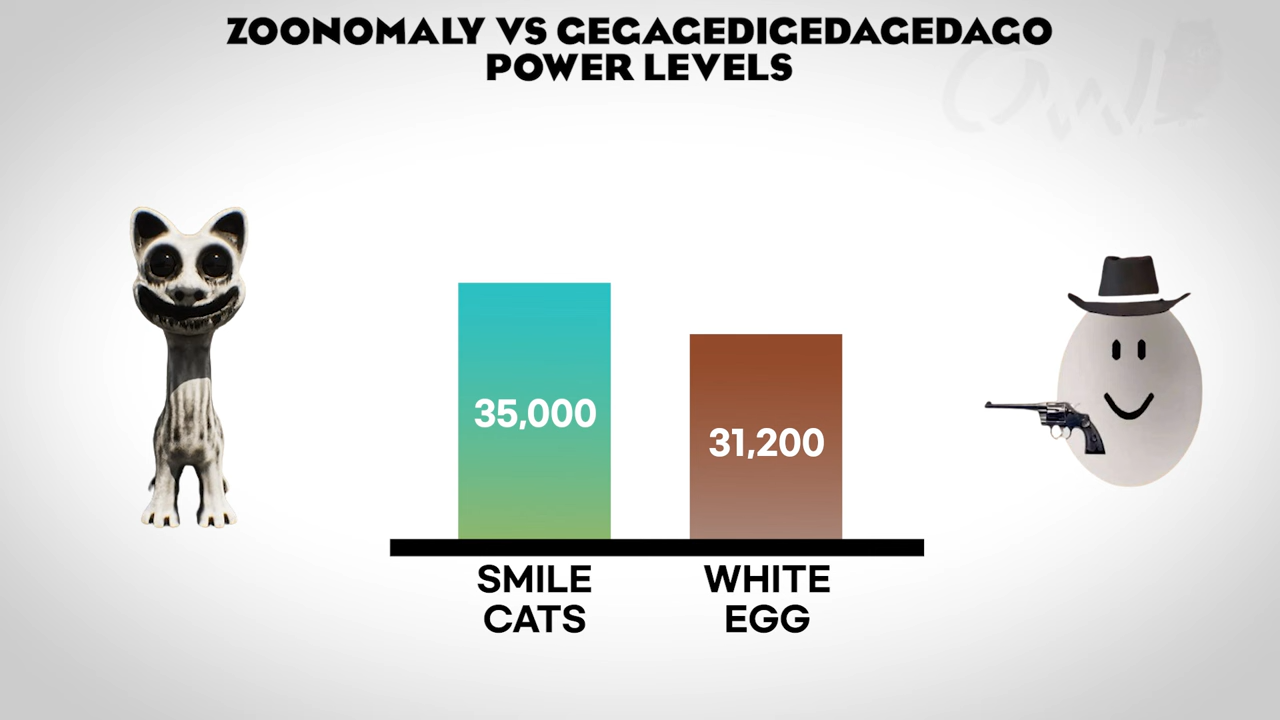 ZOONOMALY VS GEGAGEDIGEDAGEDAGO
POWER LEVELS
35,000
31,200
SMILE
CATS
WHITE
EGG